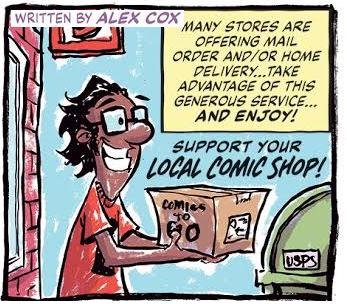 WRITTEN BY ALEX COX
MANY STORES ARE
OFFERING MAIL
ORDER AND/OR HOME
DELIVERY...TAKE
ADVANTAGE OF THIS
GENEROUS SERVICE...
AND ENJOY!
SUPPORT YOUR
LOCAL COMIC SHOP!
COMICS
TO
GO
USPS